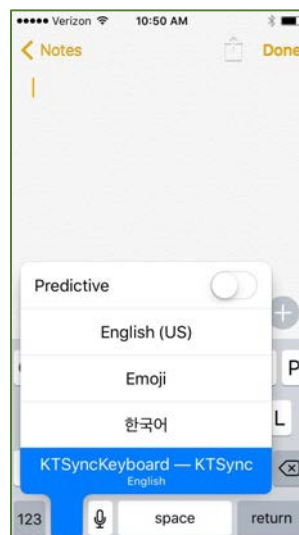 Verizon 10:50 AM
Notes Done
Predictive
English (US)
Emoji
한국어
P
L
KTSyncKeyboard — KTSync
English
123 space return